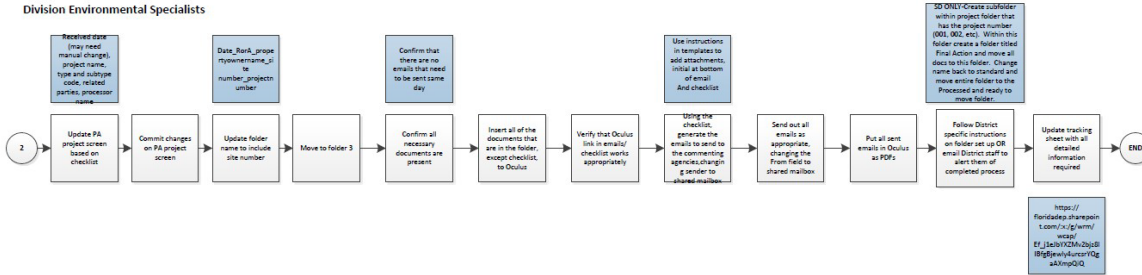 Division Environmental Specialists
Received date
(may need
manual change),
project name,
type and subtype
code, related
parties, processor
name
Date_RorA_prope
rtyownername_si
te
number_projectn
umber
Confirm that
there are no
emails that need
to be sent same
day
Use instructions
in templates to
add attachments,
initial at bottom
of email
And checklist
SD ONLY-Create subfolder
within project folder that
has the project number
(001, 002, etc). Within this
folder create a folder titled
Final Action and move all
docs to this folder. Change
name back to standard and
move entire folder to the
Processed and ready to
move folder.
2
Update PA
project screen
based on
checklist
Commit changes
on PA project
screen
Update folder
name to include
site number
Move to folder 3
Confirm all
necessary
documents are
present
Insert all of the
documents that
are in the folder,
except checklist,
to Oculus
Verify that Oculus
link in emails/
checklist works
appropriately
Using the
checklist,
generate the
emails to send to
the commenting
agencies,changin
g sender to
shared mailbox
Send out all
emails as
appropriate,
changing the
From field to
shared mailbox
Put all sent
emails in Oculus
as PDFs
Follow District
specific instructions
on folder set up OR
email District staff to
alert them of
completed process
Update tracking
sheet with all
detailed
information
required
END
https://
floridadep.sharepoi
nt.com/:x:/g/wrm/
wcap/